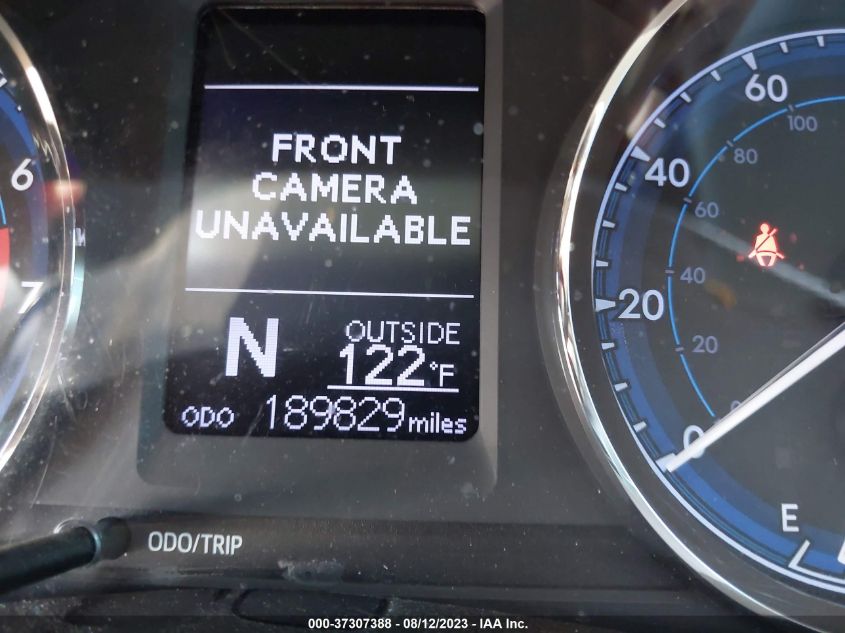 FRONT
CAMERA
UNAVAILABLE
N
OUTSIDE
122°F
ODO 189829 miles
ODO/TRIP
6
7
60
40
20
0
100
80
60
40
20
E
000-37307388 - 08/12/2023 - IAA Inc.